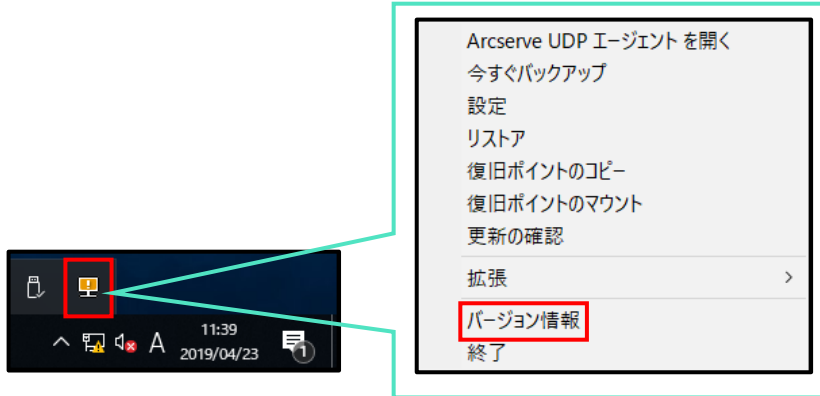 Arcserve UDP エージェント を開く
今すぐバックアップ
設定
リストア
復旧ポイントのコピー
復旧ポイントのマウント
更新の確認
拡張
バージョン情報
終了
A
11:39
2019/04/23
1